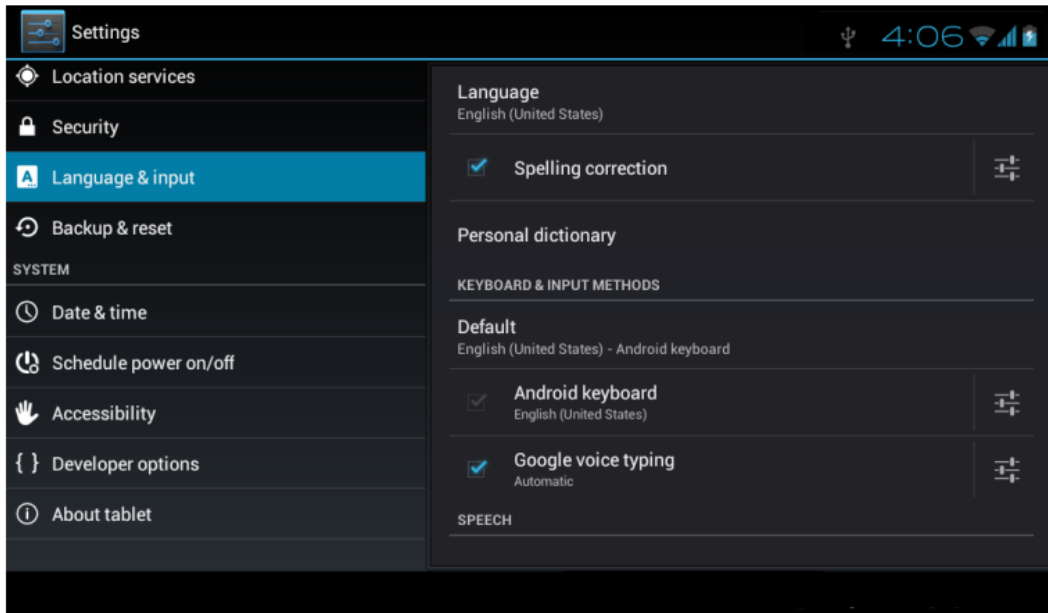 Settings
4:06
Location services
Security
Language & input
Backup & reset
SYSTEM
Date & time
Schedule power on/off
Accessibility
{ } Developer options
About tablet
Language
English (United States)
Spelling correction
Personal dictionary
KEYBOARD & INPUT METHODS
Default
English (United States) - Android keyboard
Android keyboard
English (United States)
Google voice typing
Automatic
SPEECH